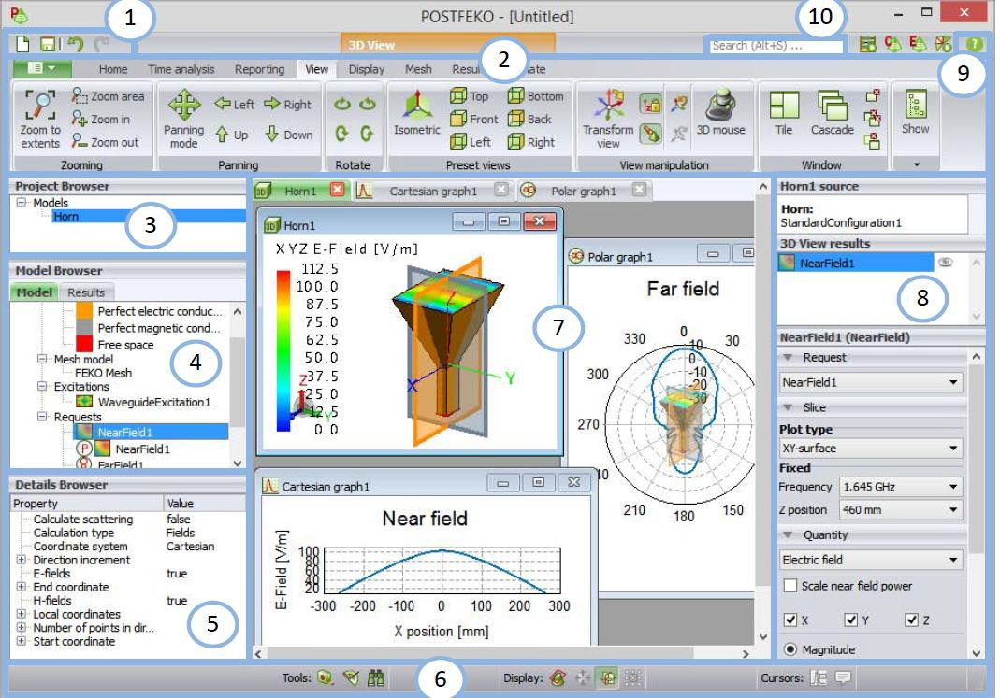 1
POSTFEKO - [Untitled]
10
3D View
Search (Alt+S) ...
2
9
Home Time analysis Reporting View Display Mesh
Zoom to extents
Zoom area
Zoom in
Zoom out
Zooming
Panning mode
Left Right
Up Down
Panning
Rotate
Isometric
Top Bottom
Front Back
Left Right
Preset views
Transform view
3D mouse
View manipulation
Tile
Cascade
Window
Show
Project Browser
Models
Horn
3
Model Browser
Model Results
Perfect electric conduc...
Perfect magnetic cond...
Free space
Mesh model
FEKO Mesh
Excitations
WaveguideExcitation1
Requests
NearField1
P NearField1
FarField1
4
Details Browser
Property Value
Calculate scattering false
Calculation type Fields
Coordinate system Cartesian
Direction increment
E-fields true
End coordinate
H-fields true
Local coordinates
Number of points in dir...
Start coordinate
5
Horn1 Cartesian graph1 Polar graph1
3D Horn1
XYZ E-Field [V/m]
112.5
100.0
87.5
75.0
62.5
50.0
37.5
25.0
12.5
0.0
Z
X
Y
Z
Y
7
Polar graph1
Far field
0
30
330
300
270
210
180
150
10
0
-10
-20
-30
Cartesian graph1
Near field
E-Field [V/m]
100
80
60
40
20
-300 -200 -100 0 100 200 300
X position [mm]
Horn1 source
Horn:
StandardConfiguration1
3D View results
NearField1
8
NearField1 (NearField)
Request
NearField1
Slice
Plot type
XY-surface
Fixed
Frequency 1.645 GHz
Z position 460 mm
Quantity
Electric field
Scale near field power
X Y Z
Magnitude
Tools:
6
Display:
Cursors: